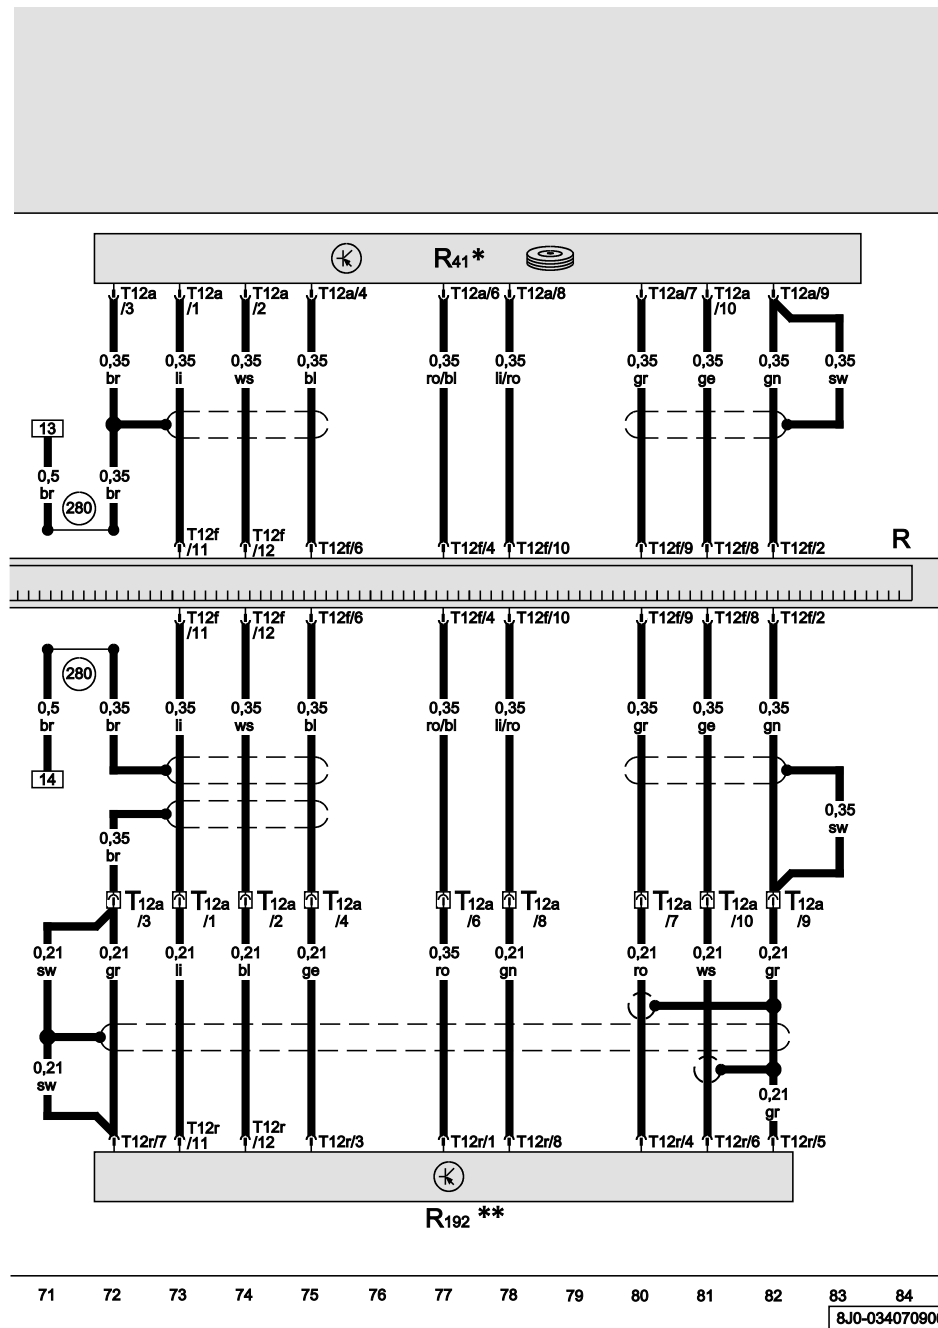 R41*
T12a T12a T12a T12a/4 T12a/6 T12a/8 T12a/7 T12a T12a/9
/3 /1 /2 /10
0,35 0,35 0,35 0,35 0,35 0,35 0,35 0,35 0,35 0,35
br li ws bl ro/bl li/ro gr ge gn sw
13
0,5 0,35
br br
280
T12f T12f T12f/6 T12f/4 T12f/10 T12f/9 T12f/8 T12f/2
/11 /12
R
T12f T12f T12f/6 T12f/4 T12f/10 T12f/9 T12f/8 T12f/2
/11 /12
280
0,5 0,35 0,35 0,35 0,35 0,35 0,35 0,35 0,35 0,35
br br li ws bl ro/bl li/ro gr ge gn
14
0,35
sw
0,35
br
T12a T12a T12a T12a T12a T12a T12a T12a T12a
/3 /1 /2 /4 /6 /8 /7 /10 /9
0,21 0,21 0,21 0,21 0,21 0,35 0,21 0,21 0,21 0,21
sw gr li bl ge ro gn ro ws gr
0,21
sw
0,21
gr
T12r/7 T12r T12r T12r/3 T12r/1 T12r/8 T12r/4 T12r/6 T12r/5
/11 /12
R192 **
71 72 73 74 75 76 77 78 79 80 81 82 83 84
8J0-03407090